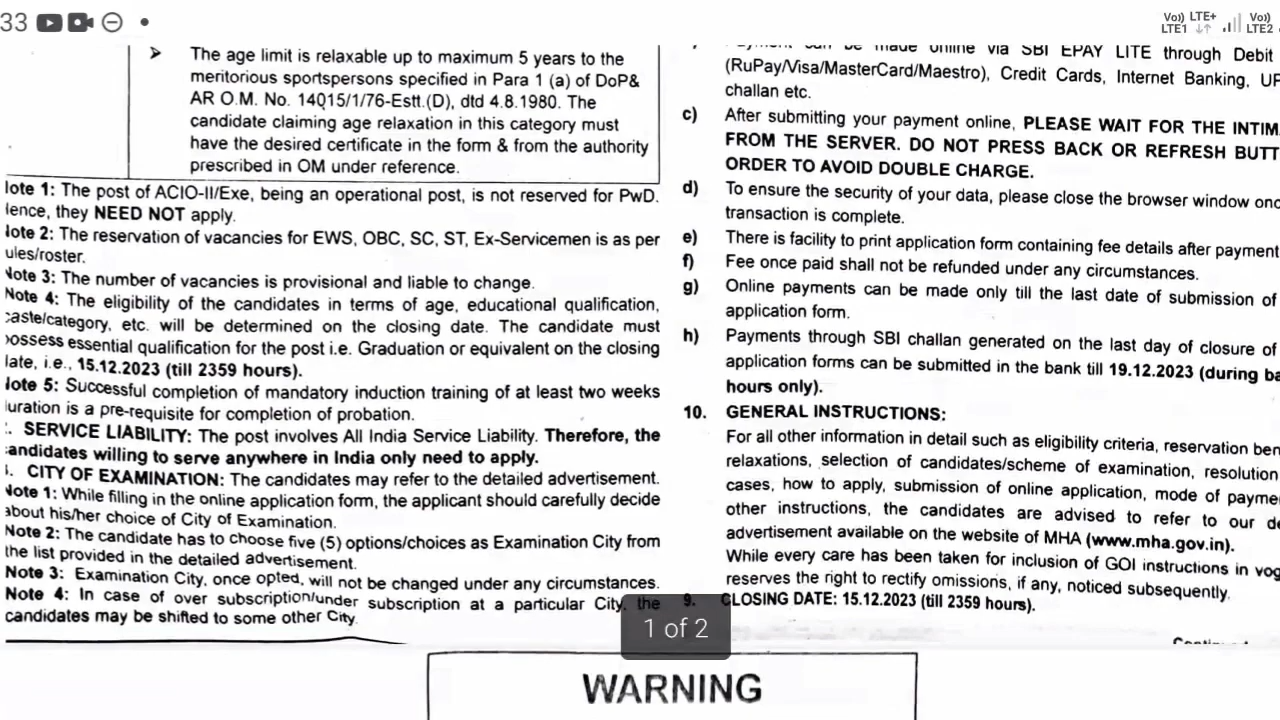 33
Vo) LTE+ Vo)
LTE1 LTE2
➤ The age limit is relaxable up to maximum 5 years to the
meritorious sportspersons specified in Para 1 (a) of DoP&
AR O.M. No. 14015/1/76-Estt.(D), dtd 4.8.1980. The
candidate claiming age relaxation in this category must
have the desired certificate in the form & from the authority
prescribed in OM under reference.
lote 1: The post of ACIO-II/Exe, being an operational post, is not reserved for PwD.
lence, they NEED NOT apply.
lote 2: The reservation of vacancies for EWS, OBC, SC, ST, Ex-Servicemen is as per
ules/roster.
Note 3: The number of vacancies is provisional and liable to change.
Note 4: The eligibility of the candidates in terms of age, educational qualification,
caste/category, etc. will be determined on the closing date. The candidate must
possess essential qualification for the post i.e. Graduation or equivalent on the closing
late, i.e., 15.12.2023 (till 2359 hours).
lote 5: Successful completion of mandatory induction training of at least two weeks
luration is a pre-requisite for completion of probation.
. SERVICE LIABILITY: The post involves All India Service Liability. Therefore, the
andidates willing to serve anywhere in India only need to apply.
. CITY OF EXAMINATION: The candidates may refer to the detailed advertisement.
Note 1: While filling in the online application form, the applicant should carefully decide
about his/her choice of City of Examination.
Note 2: The candidate has to choose five (5) options/choices as Examination City from
the list provided in the detailed advertisement.
Note 3: Examination City, once opted, will not be changed under any circumstances.
Note 4: In case of over subscription/under subscription at a particular City, the
candidates may be shifted to some other City.
Payment can be made online via SBI EPAY LITE through Debit
(RuPay/Visa/MasterCard/Maestro), Credit Cards, Internet Banking, UP
challan etc.
c) After submitting your payment online, PLEASE WAIT FOR THE INTIM
FROM THE SERVER. DO NOT PRESS BACK OR REFRESH BUTT
ORDER TO AVOID DOUBLE CHARGE.
d) To ensure the security of your data, please close the browser window onc
transaction is complete.
e) There is facility to print application form containing fee details after payment
f) Fee once paid shall not be refunded under any circumstances.
g) Online payments can be made only till the last date of submission of
application form.
h) Payments through SBI challan generated on the last day of closure of
application forms can be submitted in the bank till 19.12.2023 (during ba
hours only).
10. GENERAL INSTRUCTIONS:
For all other information in detail such as eligibility criteria, reservation ben
relaxations, selection of candidates/scheme of examination, resolution
cases, how to apply, submission of online application, mode of payme
other instructions, the candidates are advised to refer to our de
advertisement available on the website of MHA (www.mha.gov.in).
While every care has been taken for inclusion of GOI instructions in vog
reserves the right to rectify omissions, if any, noticed subsequently.
9. CLOSING DATE: 15.12.2023 (till 2359 hours).
1 of 2
WARNING